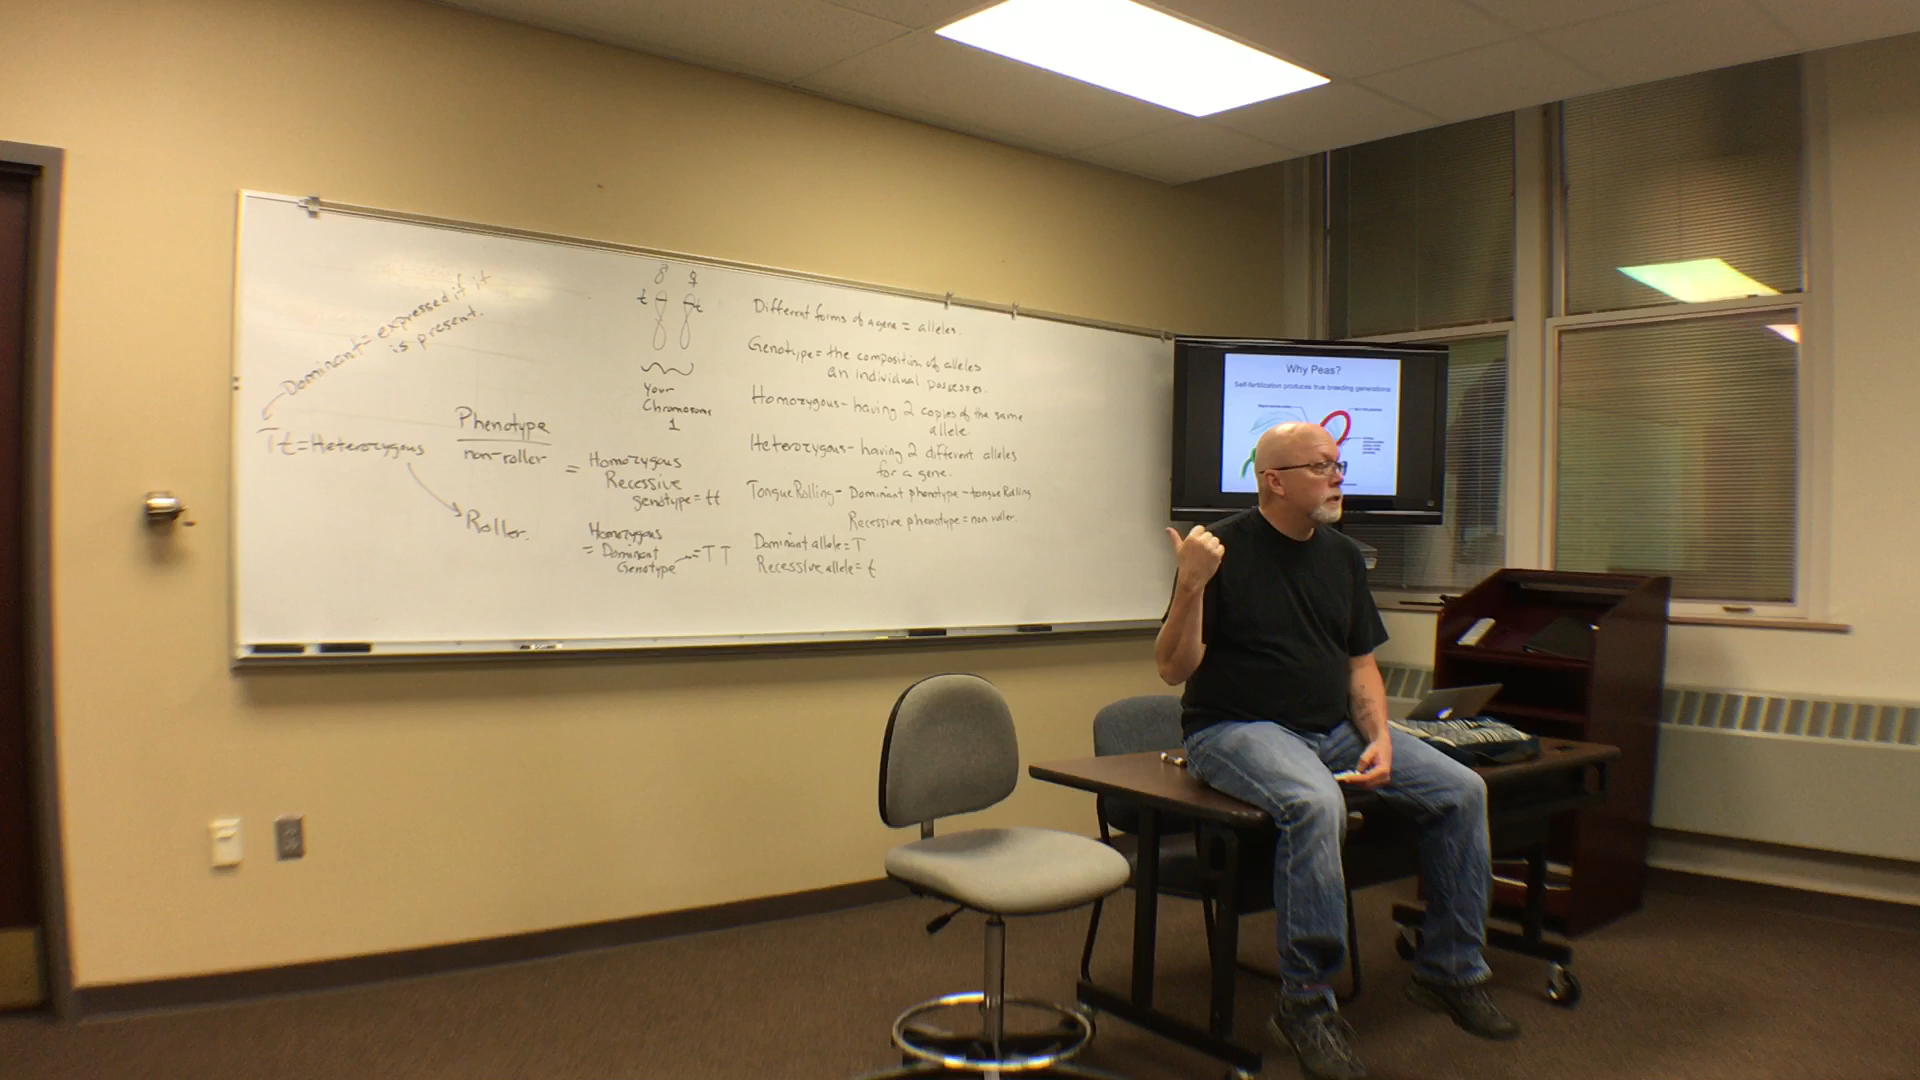 Dominant = expressed if it
is present.
Tt = Heterozygous
Roller.
Phenotype
non-roller
= Homozygous
Recessive
genotype = tt
Homozygous
= Dominant
Genotype = TT
♂ ♀
t t
Your
Chromosome
1
Different forms of a gene = alleles.
Genotype = the composition of alleles
an individual possesses.
Homozygous - having 2 copies of the same
allele.
Heterozygous - having 2 different alleles
for a gene.
Tongue Rolling - Dominant phenotype - tongue Rolling
Recessive phenotype = non roller.
Dominant allele = T
Recessive allele = t
Why Peas?
Self-fertilization produces true breeding generations